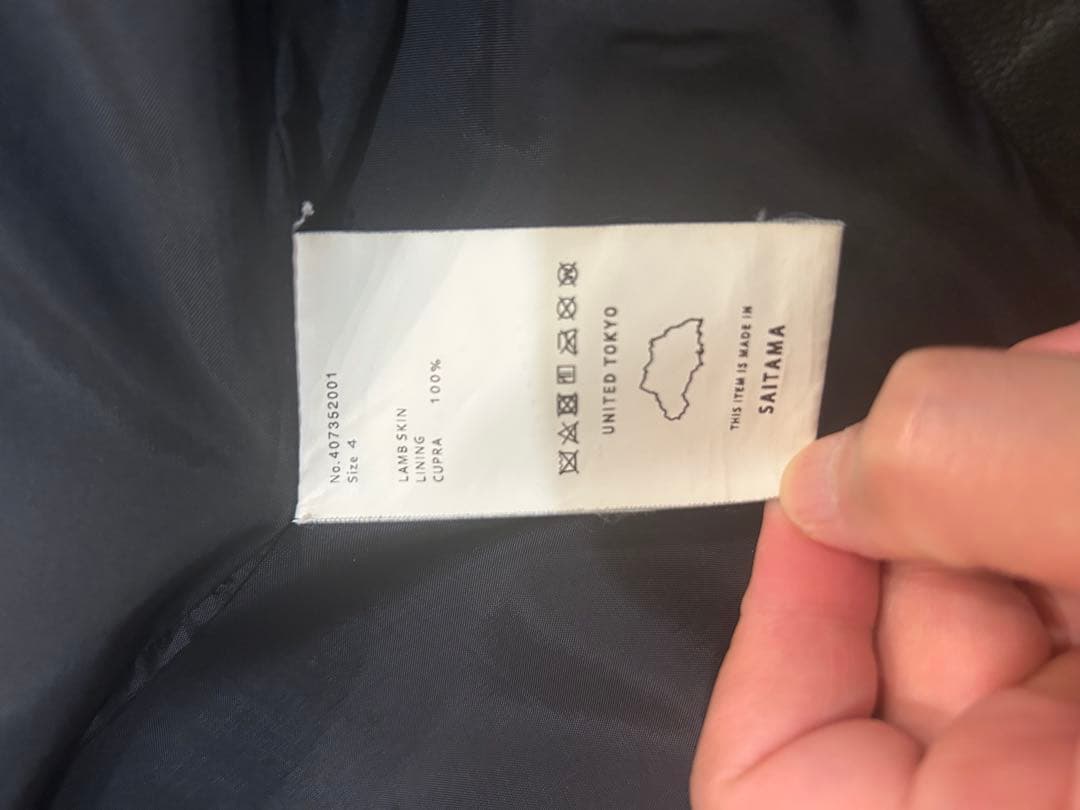 No.407352001
Size 4
LAMB SKIN
LINING
CUPRA 100%
UNITED TOKYO
THIS ITEM IS MADE IN
SAITAMA